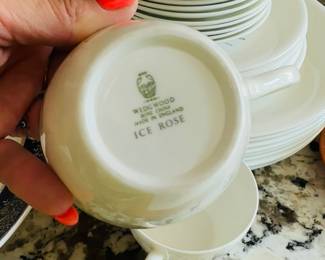 WEDGWOOD
BONE CHINA
MADE IN ENGLAND
ICE ROSE